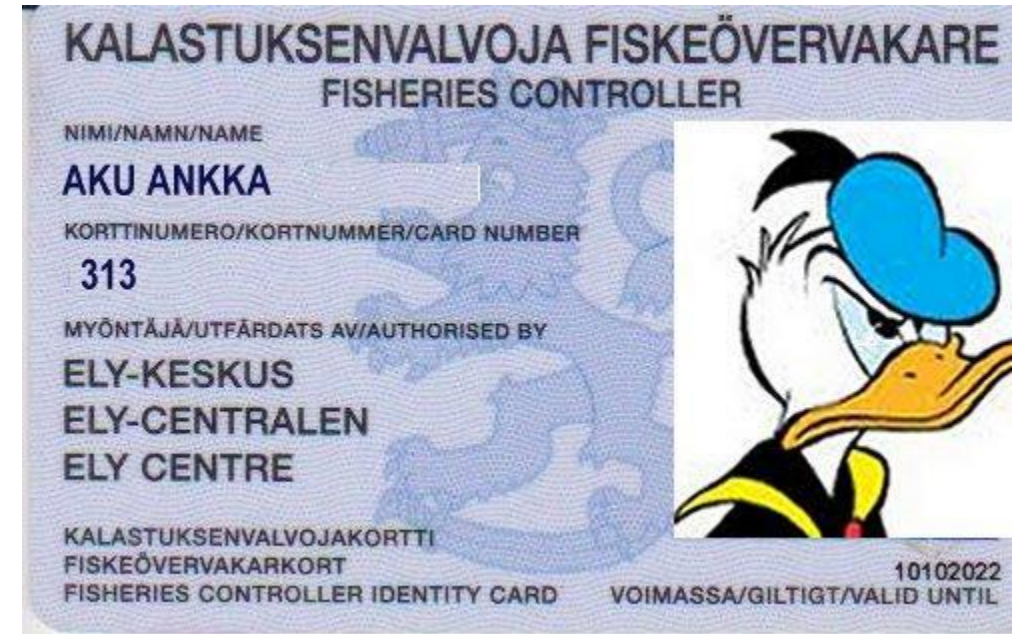 KALASTUKSENVALVOJA FISKEÖVERVAKARE
FISHERIES CONTROLLER
NIMI/NAMN/NAME
AKU ANKKA
KORTTINUMERO/KORTNUMMER/CARD NUMBER
313
MYÖNTÄJÄ/UTFÄRDATS AV/AUTHORISED BY
ELY-KESKUS
ELY-CENTRALEN
ELY CENTRE
KALASTUKSENVALVOJAKORTTI
FISKEÖVERVAKARKORT
FISHERIES CONTROLLER IDENTITY CARD
10102022
VOIMASSA/GILTIGT/VALID UNTIL